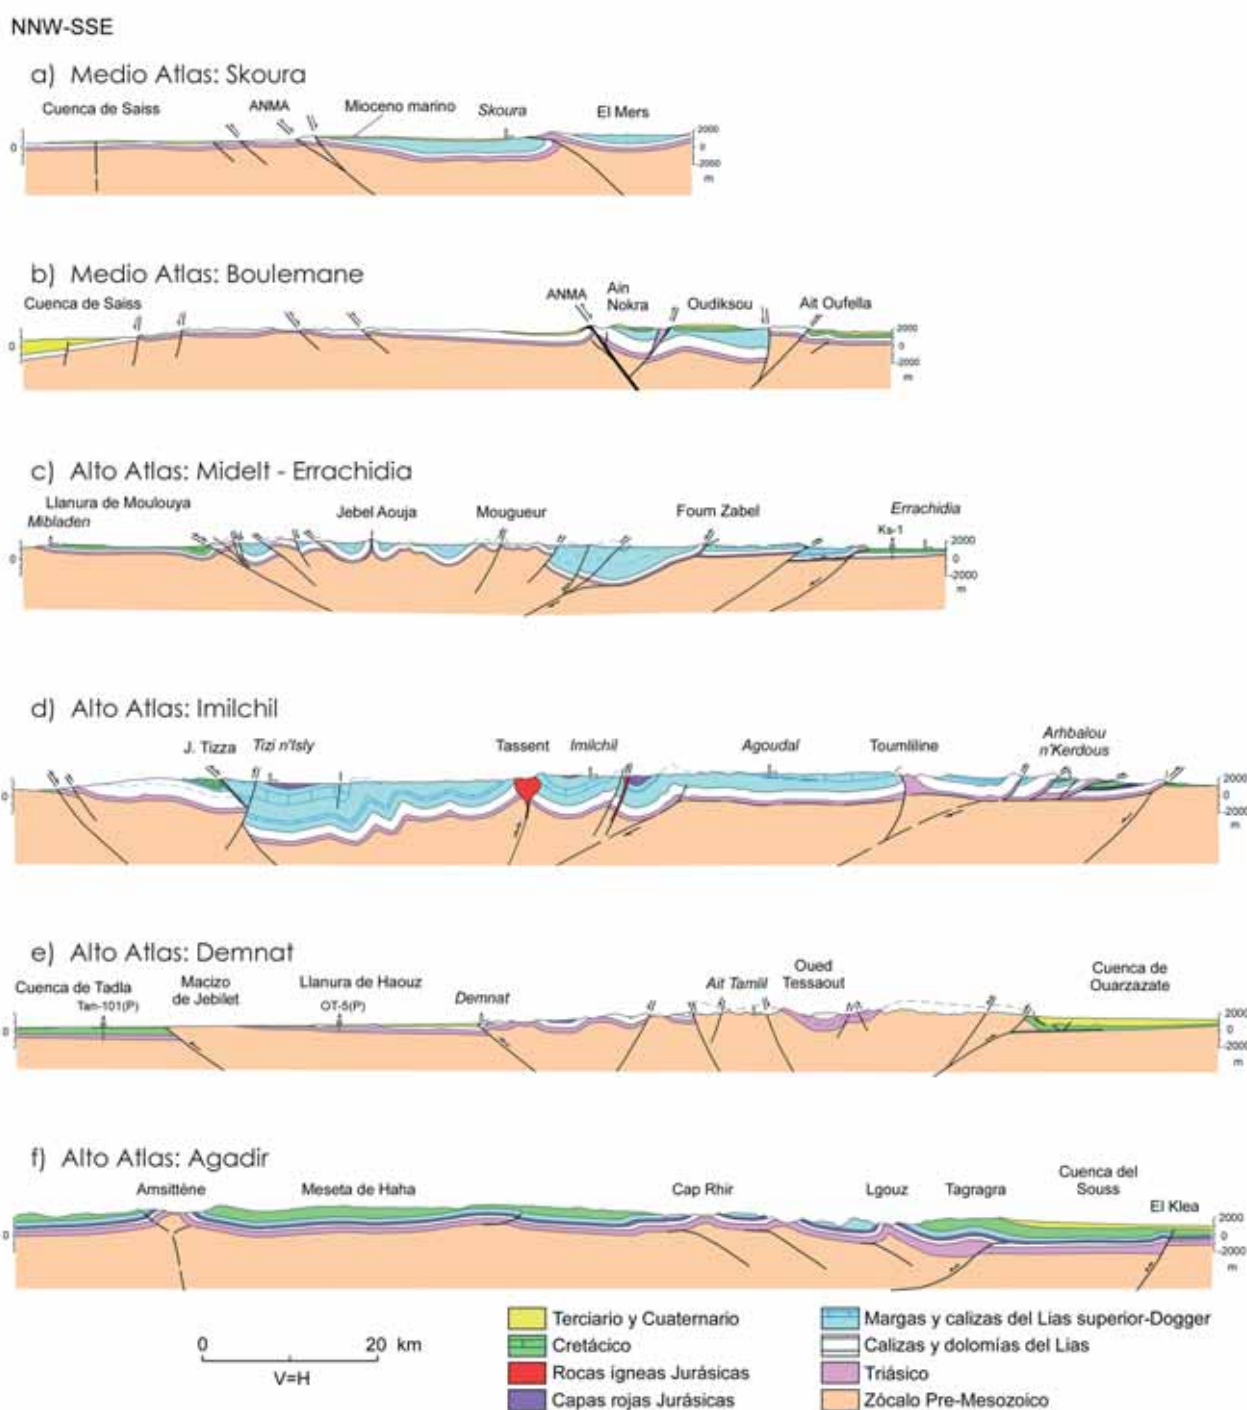 NNW-SSE
a) Medio Atlas: Skoura
Cuenca de Saiss ANMA Mioceno marino Skoura El Mers
2000
0 0
-2000
m
b) Medio Atlas: Boulemane
Cuenca de Saiss ANMA Ain Nokra Oudiksou Ait Oufella
2000
0 0
-2000
m
c) Alto Atlas: Midelt - Errachidia
Llanura de Moulouya
Mibladen Jebel Aouja Mougueur Foum Zabel Errachidia
Ks-1
2000
0 0
-2000
m
d) Alto Atlas: Imilchil
J. Tizza Tizi n'Isly Tassent Imilchil Agoudal Toumliline Arhbalou n'Kerdous
2000
0 0
-2000
m
e) Alto Atlas: Demnat
Cuenca de Tadla Macizo de Jebilet Llanura de Haouz Demnat Ait Tamlil Oued Tessaout Cuenca de Ouarzazate
Tan-101(P) OT-5(P)
2000
0 0
-2000
m
f) Alto Atlas: Agadir
Amsittène Meseta de Haha Cap Rhir Lgouz Tagragra Cuenca del Souss
El Klea
2000
0 0
-2000
m
0 20 km
V=H
Terciario y Cuaternario
Cretácico
Rocas ígneas Jurásicas
Capas rojas Jurásicas
Margas y calizas del Lias superior-Dogger
Calizas y dolomías del Lias
Triásico
Zócalo Pre-Mesozoico